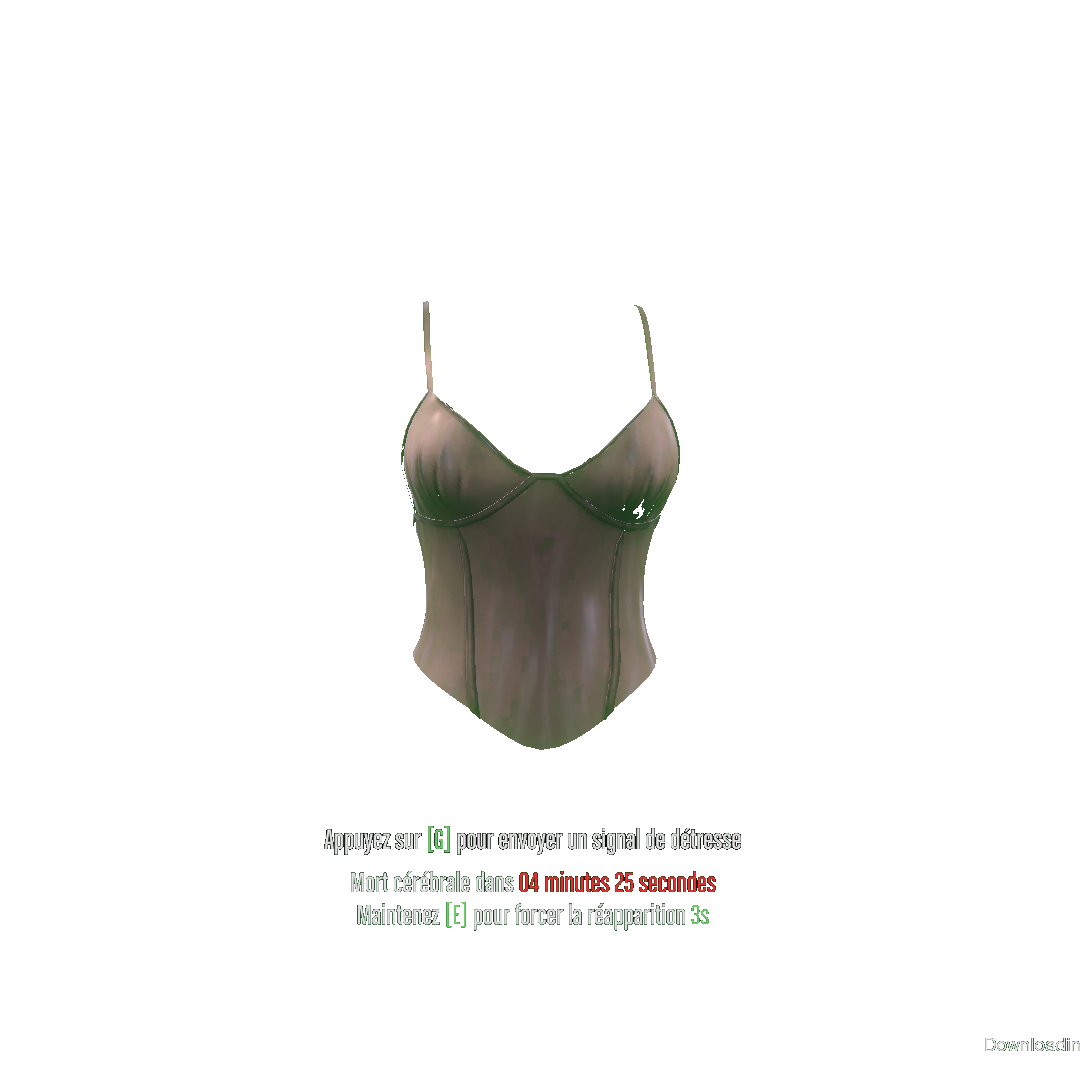 Appuyez sur [G] pour envoyer un signal de détresse
Mort cérébrale dans 04 minutes 25 secondes
Maintenez [E] pour forcer la réapparition 3s
Downloadin